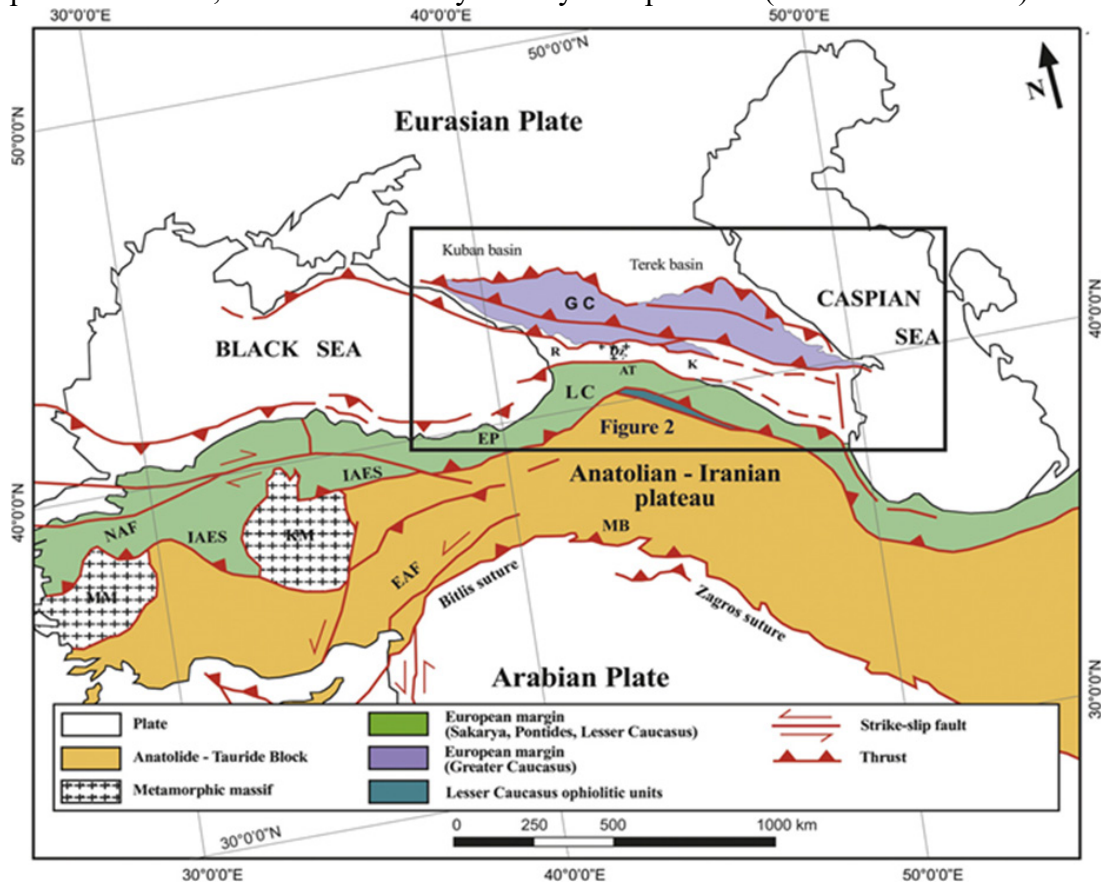 30°0'0"E
40°0'0"E
50°0'0"E
50°0'0"N
50°0'0"N
N
Eurasian Plate
Kuban basin
Terek basin
40°0'0"N
CASPIAN
SEA
G C
BLACK SEA
R
DZ
AT
K
L C
Figure 2
EP
Anatolian - Iranian
plateau
IAES
40°0'0"N
NAF
IAES
KM
MB
EAF
MM
Bitlis suture
Zagros suture
30°0'0"N
Arabian Plate
Plate
Anatolide - Tauride Block
Metamorphic massif
European margin
(Sakarya, Pontides, Lesser Caucasus)
European margin
(Greater Caucasus)
Lesser Caucasus ophiolitic units
Strike-slip fault
Thrust
30°0'0"N
0 250 500 1000 km
30°0'0"E
40°0'0"E
50°0'0"E